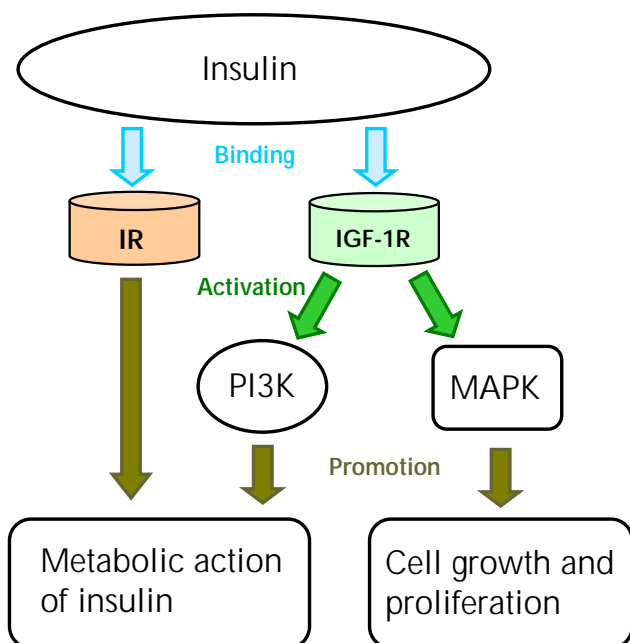 Insulin
Binding
IR
IGF-1R
Activation
PI3K
MAPK
Promotion
Metabolic action
of insulin
Cell growth and
proliferation